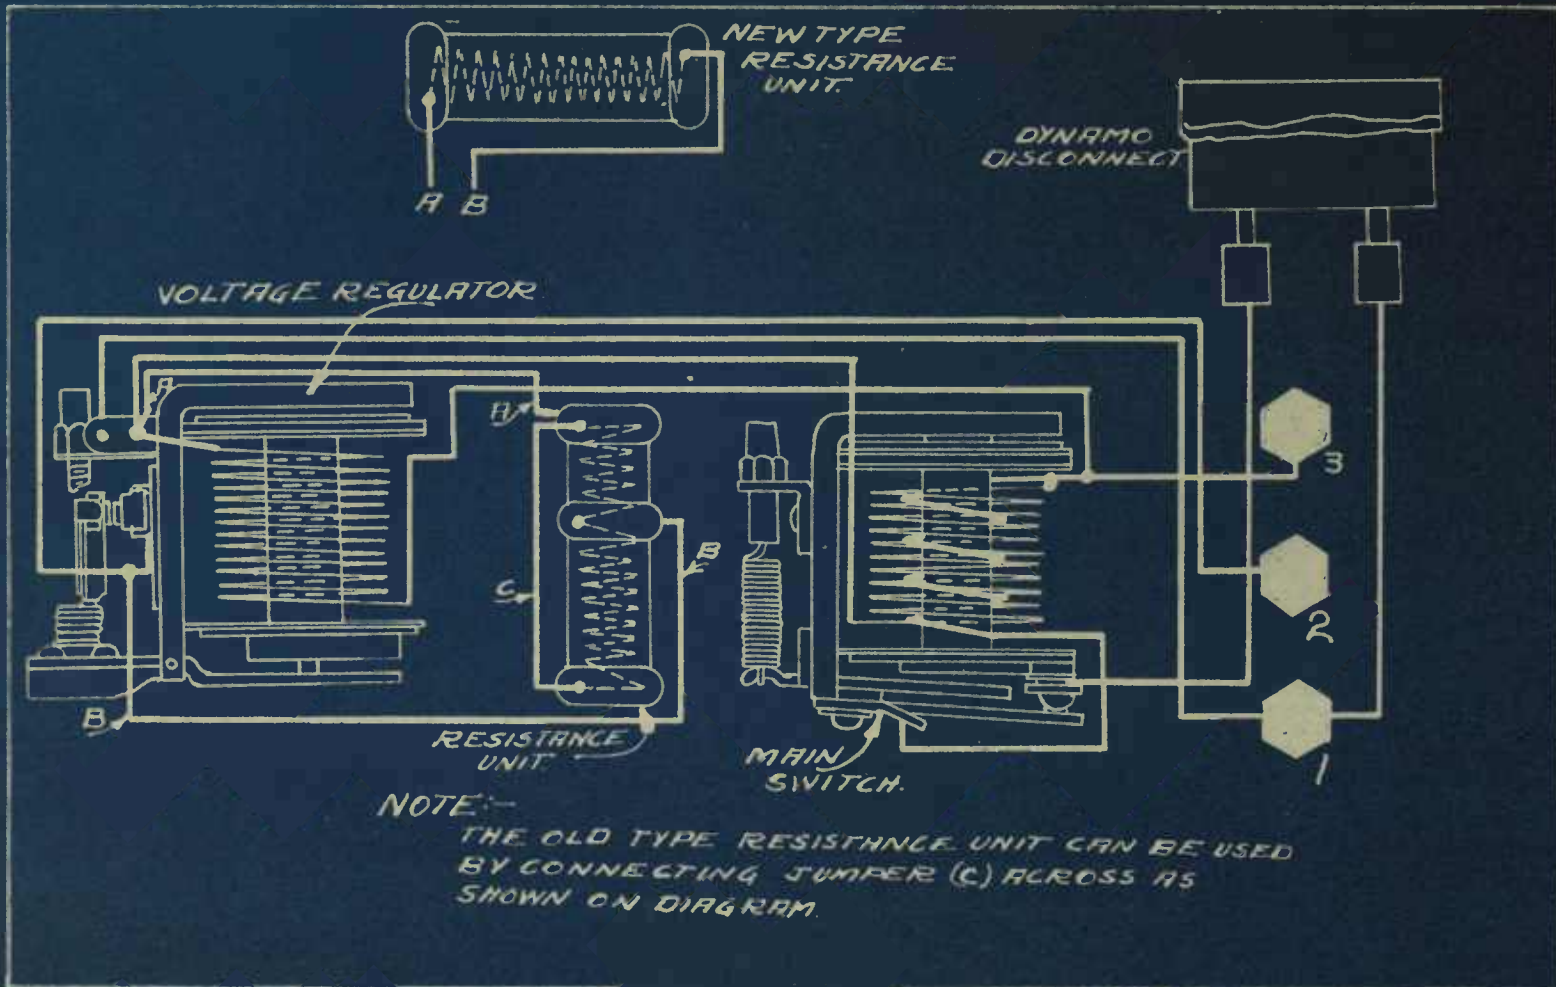 NEW TYPE
RESISTANCE
UNIT.
DYNAMO
DISCONNECT
A B
VOLTAGE REGULATOR
A
A
3
B
C
2
B
RESISTANCE
UNIT
MAIN
SWITCH.
1
NOTE:-
THE OLD TYPE RESISTANCE UNIT CAN BE USED
BY CONNECTING JUMPER (C) ACROSS AS
SHOWN ON DIAGRAM.